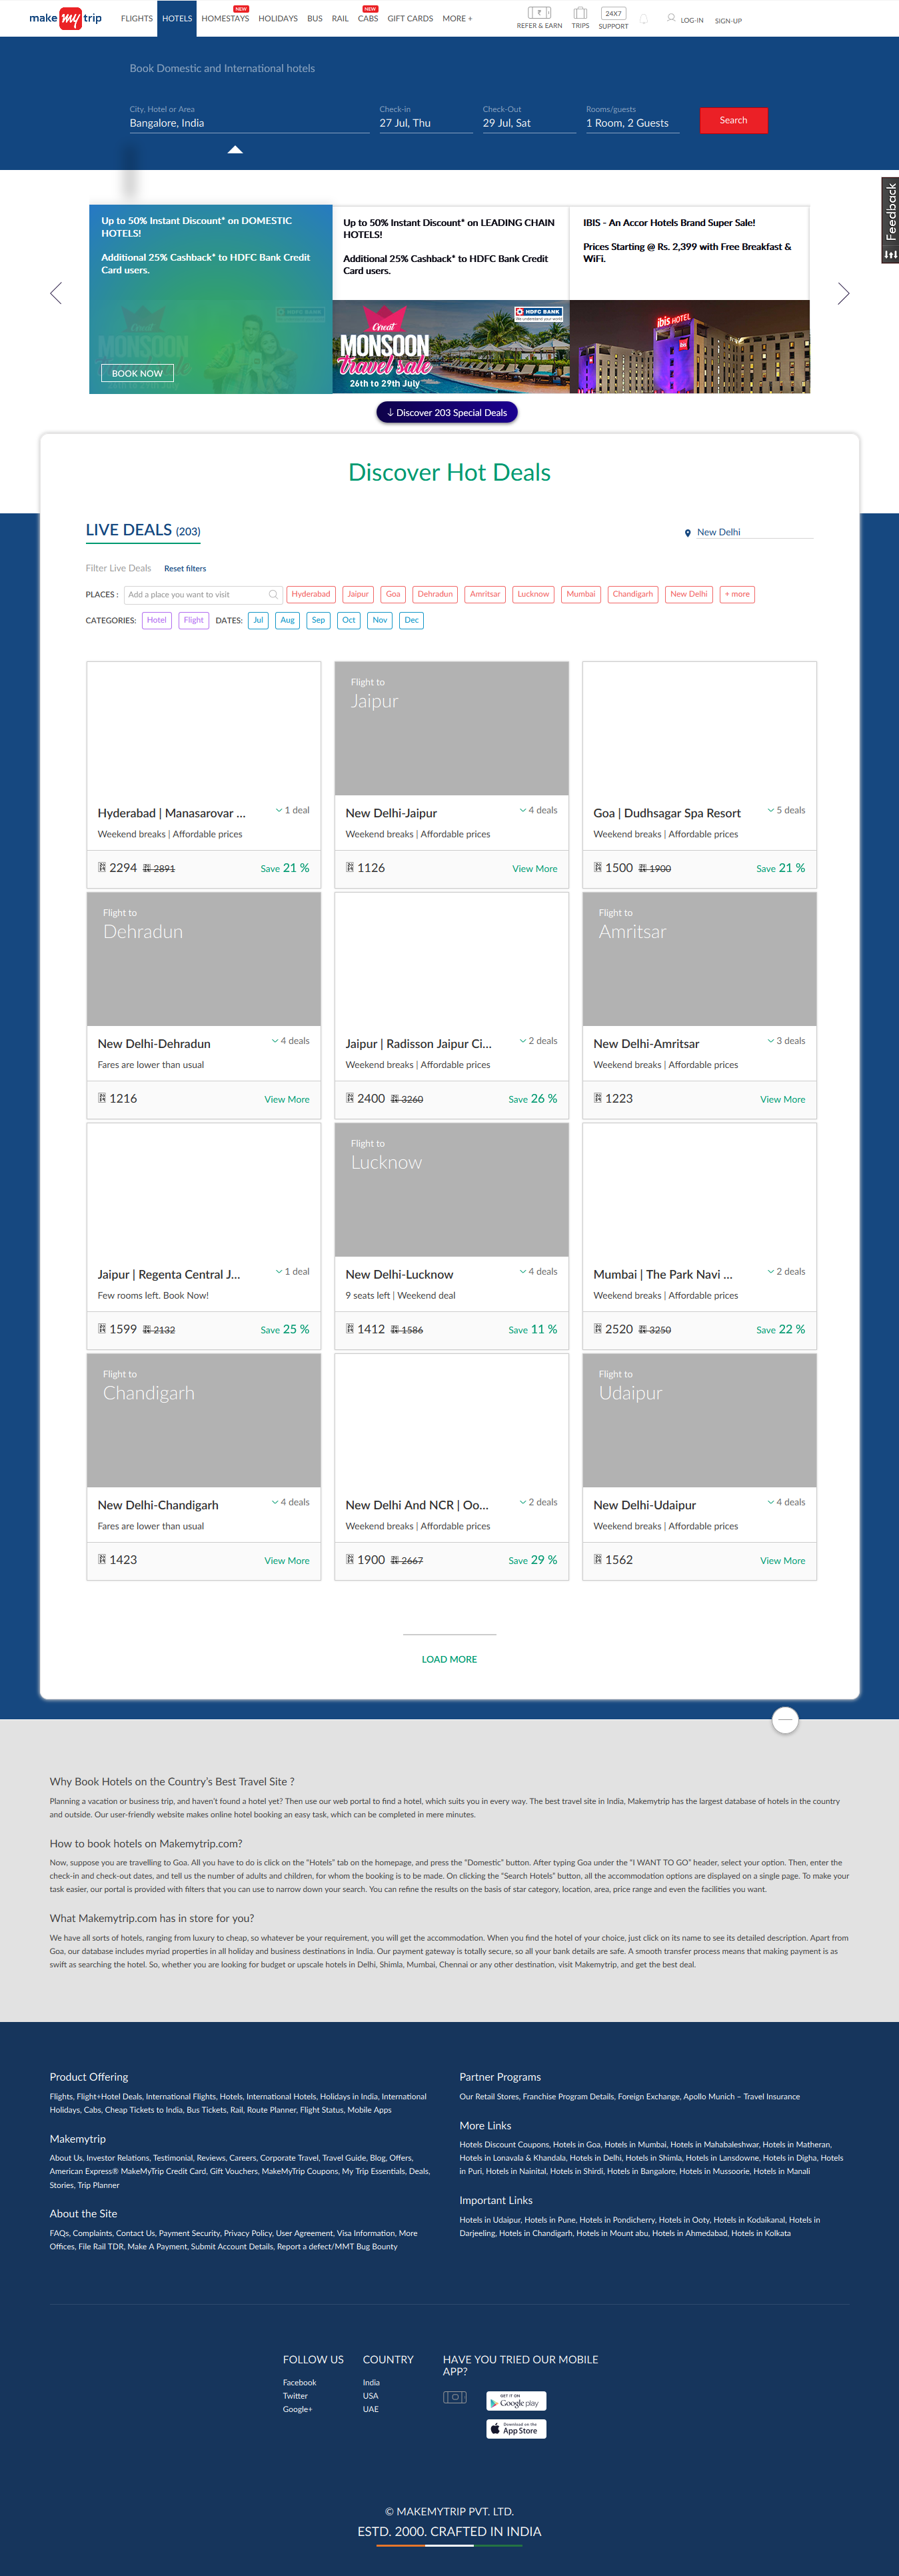 make my trip
FLIGHTS
HOTELS
NEW
HOMESTAYS
HOLIDAYS
BUS
RAIL
NEW
CABS
GIFT CARDS
MORE +
₹
REFER & EARN
TRIPS
24X7
SUPPORT
LOG-IN
SIGN-UP
Book Domestic and International hotels
City, Hotel or Area
Bangalore, India
Check-in
27 Jul, Thu
Check-Out
29 Jul, Sat
Rooms/guests
1 Room, 2 Guests
Search
Feedback
Up to 50% Instant Discount* on DOMESTIC
HOTELS!
Additional 25% Cashback* to HDFC Bank Credit
Card users.
BOOK NOW
Up to 50% Instant Discount* on LEADING CHAIN
HOTELS!
Additional 25% Cashback* to HDFC Bank Credit
Card users.
HDFC BANK
We understand your world
Great
MONSOON
travel sale
26th to 29th July
IBIS - An Accor Hotels Brand Super Sale!
Prices Starting @ Rs. 2,399 with Free Breakfast &
WiFi.
ibis HOTEL
ibis
Discover 203 Special Deals
Discover Hot Deals
LIVE DEALS (203)
New Delhi
Filter Live Deals
Reset filters
PLACES :
Add a place you want to visit
Hyderabad
Jaipur
Goa
Dehradun
Amritsar
Lucknow
Mumbai
Chandigarh
New Delhi
+ more
CATEGORIES:
Hotel
Flight
DATES:
Jul
Aug
Sep
Oct
Nov
Dec
Hyderabad | Manasarovar ...
1 deal
Weekend breaks | Affordable prices
2294 2891
Save 21 %
Flight to
Jaipur
New Delhi-Jaipur
4 deals
Weekend breaks | Affordable prices
1126
View More
Goa | Dudhsagar Spa Resort
5 deals
Weekend breaks | Affordable prices
1500 1900
Save 21 %
Flight to
Dehradun
New Delhi-Dehradun
4 deals
Fares are lower than usual
1216
View More
Jaipur | Radisson Jaipur Ci...
2 deals
Weekend breaks | Affordable prices
2400 3260
Save 26 %
Flight to
Amritsar
New Delhi-Amritsar
3 deals
Weekend breaks | Affordable prices
1223
View More
Jaipur | Regenta Central J...
1 deal
Few rooms left. Book Now!
1599 2132
Save 25 %
Flight to
Lucknow
New Delhi-Lucknow
4 deals
9 seats left | Weekend deal
1412 1586
Save 11 %
Mumbai | The Park Navi ...
2 deals
Weekend breaks | Affordable prices
2520 3250
Save 22 %
Flight to
Chandigarh
New Delhi-Chandigarh
4 deals
Fares are lower than usual
1423
View More
New Delhi And NCR | Oo...
2 deals
Weekend breaks | Affordable prices
1900 2667
Save 29 %
Flight to
Udaipur
New Delhi-Udaipur
4 deals
Weekend breaks | Affordable prices
1562
View More
LOAD MORE
Why Book Hotels on the Country's Best Travel Site ?
Planning a vacation or business trip, and haven't found a hotel yet? Then use our web portal to find a hotel, which suits you in every way. The best travel site in India, Makemytrip has the largest database of hotels in the country
and outside. Our user-friendly website makes online hotel booking an easy task, which can be completed in mere minutes.
How to book hotels on Makemytrip.com?
Now, suppose you are travelling to Goa. All you have to do is click on the "Hotels" tab on the homepage, and press the "Domestic" button. After typing Goa under the "I WANT TO GO" header, select your option. Then, enter the
check-in and check-out dates, and tell us the number of adults and children, for whom the booking is to be made. On clicking the "Search Hotels" button, all the accommodation options are displayed on a single page. To make your
task easier, our portal is provided with filters that you can use to narrow down your search. You can refine the results on the basis of star category, location, area, price range and even the facilities you want.
What Makemytrip.com has in store for you?
We have all sorts of hotels, ranging from luxury to cheap, so whatever be your requirement, you will get the accommodation. When you find the hotel of your choice, just click on its name to see its detailed description. Apart from
Goa, our database includes myriad properties in all holiday and business destinations in India. Our payment gateway is totally secure, so all your bank details are safe. A smooth transfer process means that making payment is as
swift as searching the hotel. So, whether you are looking for budget or upscale hotels in Delhi, Shimla, Mumbai, Chennai or any other destination, visit Makemytrip, and get the best deal.
Product Offering
Flights, Flight+Hotel Deals, International Flights, Hotels, International Hotels, Holidays in India, International
Holidays, Cabs, Cheap Tickets to India, Bus Tickets, Rail, Route Planner, Flight Status, Mobile Apps
Makemytrip
About Us, Investor Relations, Testimonial, Reviews, Careers, Corporate Travel, Travel Guide, Blog, Offers,
American Express® MakeMyTrip Credit Card, Gift Vouchers, MakeMyTrip Coupons, My Trip Essentials, Deals,
Stories, Trip Planner
About the Site
FAQs, Complaints, Contact Us, Payment Security, Privacy Policy, User Agreement, Visa Information, More
Offices, File Rail TDR, Make A Payment, Submit Account Details, Report a defect/MMT Bug Bounty
Partner Programs
Our Retail Stores, Franchise Program Details, Foreign Exchange, Apollo Munich – Travel Insurance
More Links
Hotels Discount Coupons, Hotels in Goa, Hotels in Mumbai, Hotels in Mahabaleshwar, Hotels in Matheran,
Hotels in Lonavala & Khandala, Hotels in Delhi, Hotels in Shimla, Hotels in Lansdowne, Hotels in Digha, Hotels
in Puri, Hotels in Nainital, Hotels in Shirdi, Hotels in Bangalore, Hotels in Mussoorie, Hotels in Manali
Important Links
Hotels in Udaipur, Hotels in Pune, Hotels in Pondicherry, Hotels in Ooty, Hotels in Kodaikanal, Hotels in
Darjeeling, Hotels in Chandigarh, Hotels in Mount abu, Hotels in Ahmedabad, Hotels in Kolkata
FOLLOW US
Facebook
Twitter
Google+
COUNTRY
India
USA
UAE
HAVE YOU TRIED OUR MOBILE
APP?
GET IT ON
Google play
Download on the
App Store
© MAKEMYTRIP PVT. LTD.
ESTD. 2000. CRAFTED IN INDIA